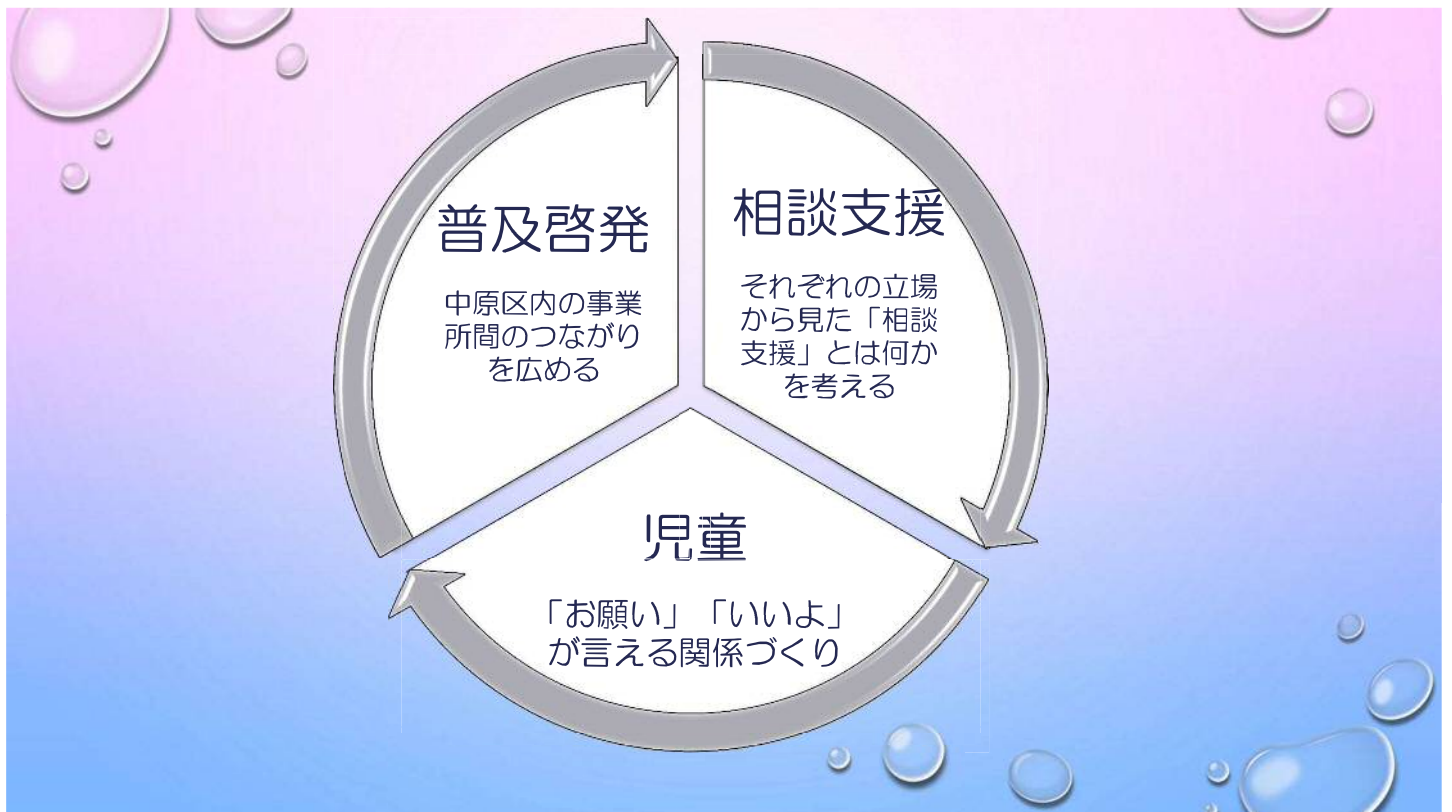 普及啓発
中原区内の事業
所間のつながり
を広める
相談支援
それぞれの立場
から見た「相談
支援」とは何か
を考える
児童
「お願い」「いいよ」
が言える関係づくり